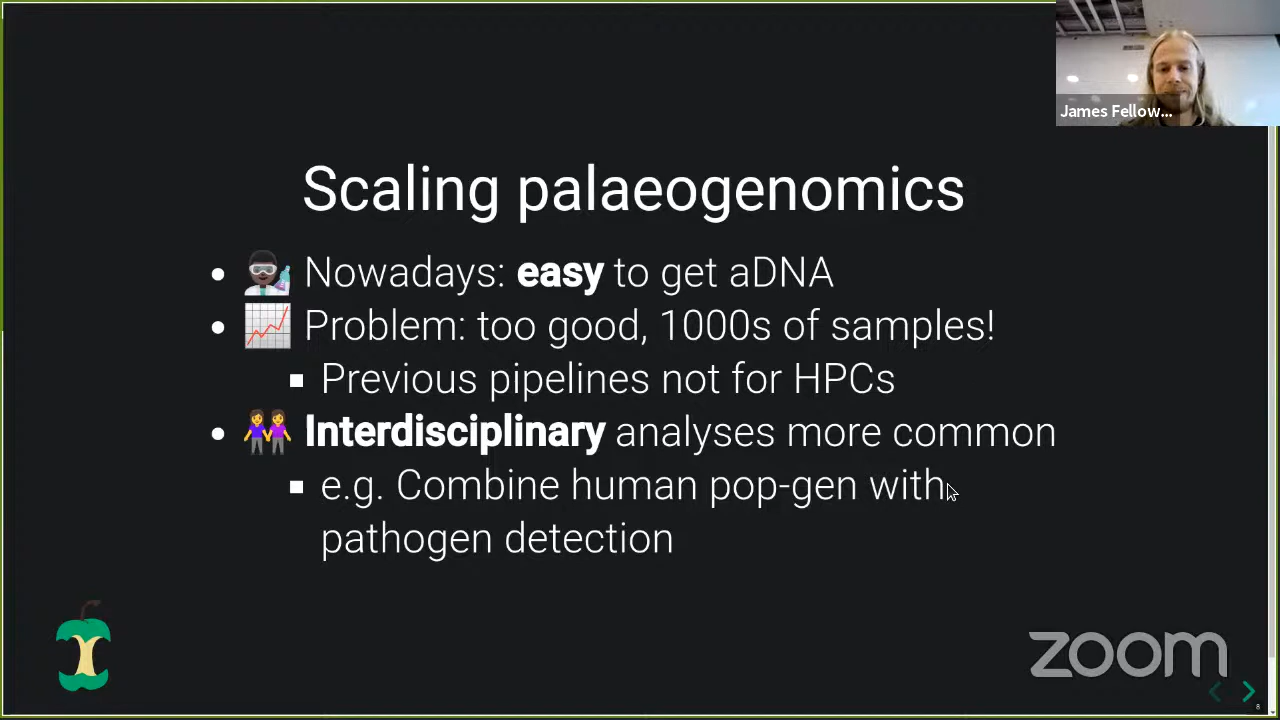 James Fellow...
Scaling palaeogenomics
Nowadays: easy to get aDNA
Problem: too good, 1000s of samples!
Previous pipelines not for HPCs
Interdisciplinary analyses more common
e.g. Combine human pop-gen with
pathogen detection
zoom
8